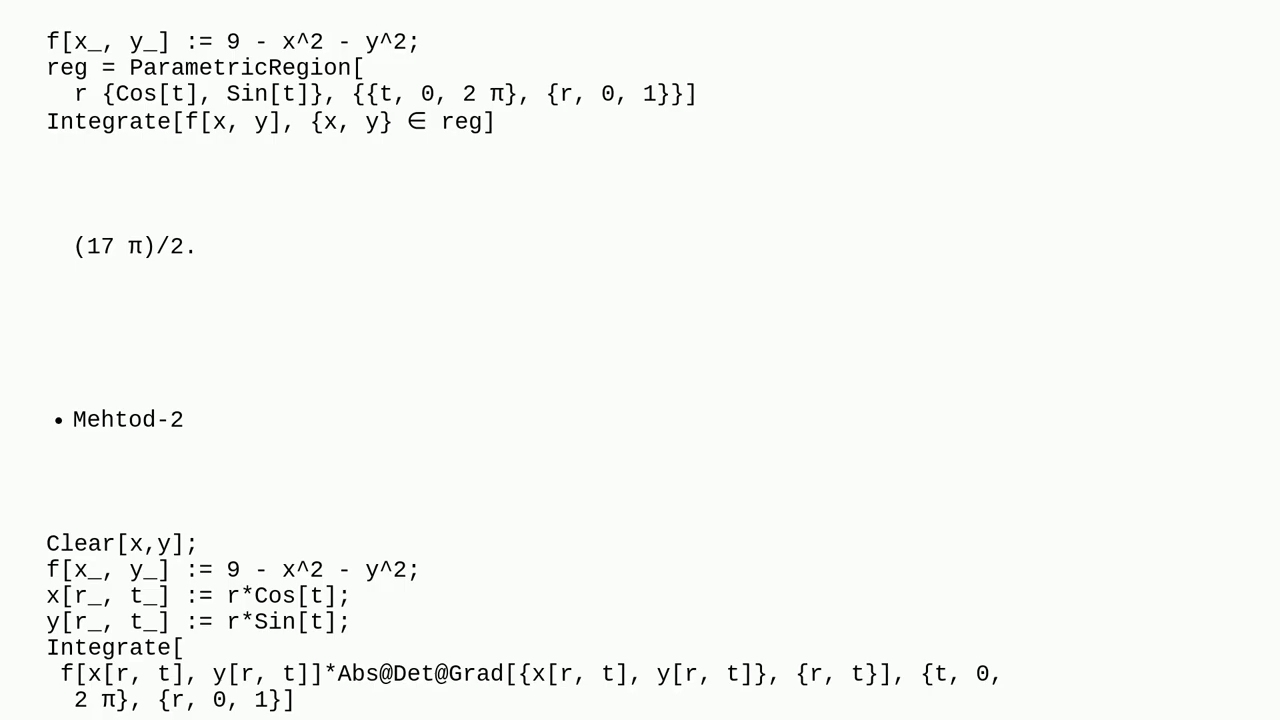 f[x_, y_] := 9 - x^2 - y^2;
reg = ParametricRegion[
  r {Cos[t], Sin[t]}, {{t, 0, 2 π}, {r, 0, 1}}]
Integrate[f[x, y], {x, y} ∈ reg]
(17 π)/2.
• Mehtod-2
Clear[x,y];
f[x_, y_] := 9 - x^2 - y^2;
x[r_, t_] := r*Cos[t];
y[r_, t_] := r*Sin[t];
Integrate[
 f[x[r, t], y[r, t]]*Abs@Det@Grad[{x[r, t], y[r, t]}, {r, t}], {t, 0,
  2 π}, {r, 0, 1}]